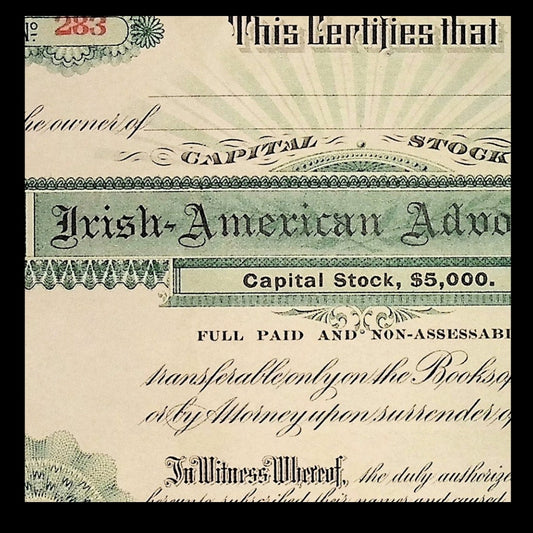 No. 283
This Certifies that
the owner of
CAPITAL STOCK
Irish-American Advo
Capital Stock, $5,000.
FULL PAID AND NON-ASSESSABL
transferable only on the Books of
or by Attorney upon surrender of
In Witness Whereof, the duly authorize
hereunto subscribed their names and caused